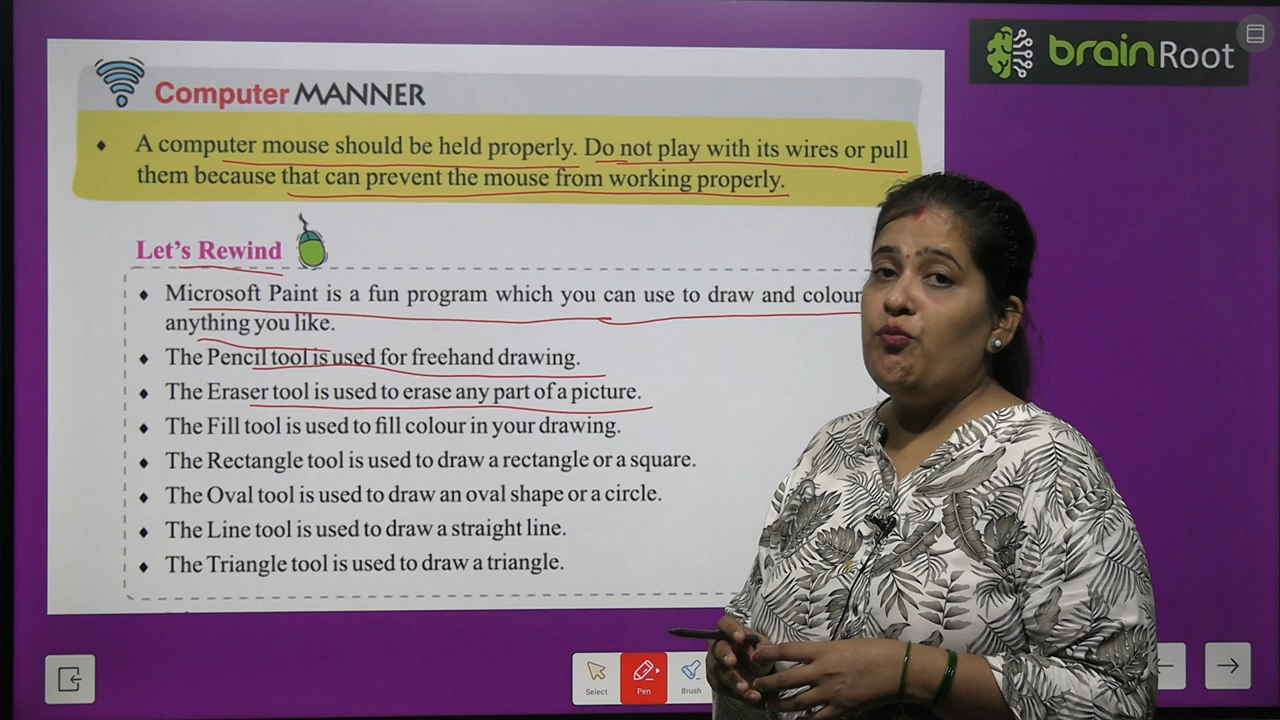 brainRoot
Computer MANNER
♦ A computer mouse should be held properly. Do not play with its wires or pull
them because that can prevent the mouse from working properly.
Let's Rewind
♦ Microsoft Paint is a fun program which you can use to draw and colour
anything you like.
♦ The Pencil tool is used for freehand drawing.
♦ The Eraser tool is used to erase any part of a picture.
♦ The Fill tool is used to fill colour in your drawing.
♦ The Rectangle tool is used to draw a rectangle or a square.
♦ The Oval tool is used to draw an oval shape or a circle.
♦ The Line tool is used to draw a straight line.
♦ The Triangle tool is used to draw a triangle.
Select Pen Brush